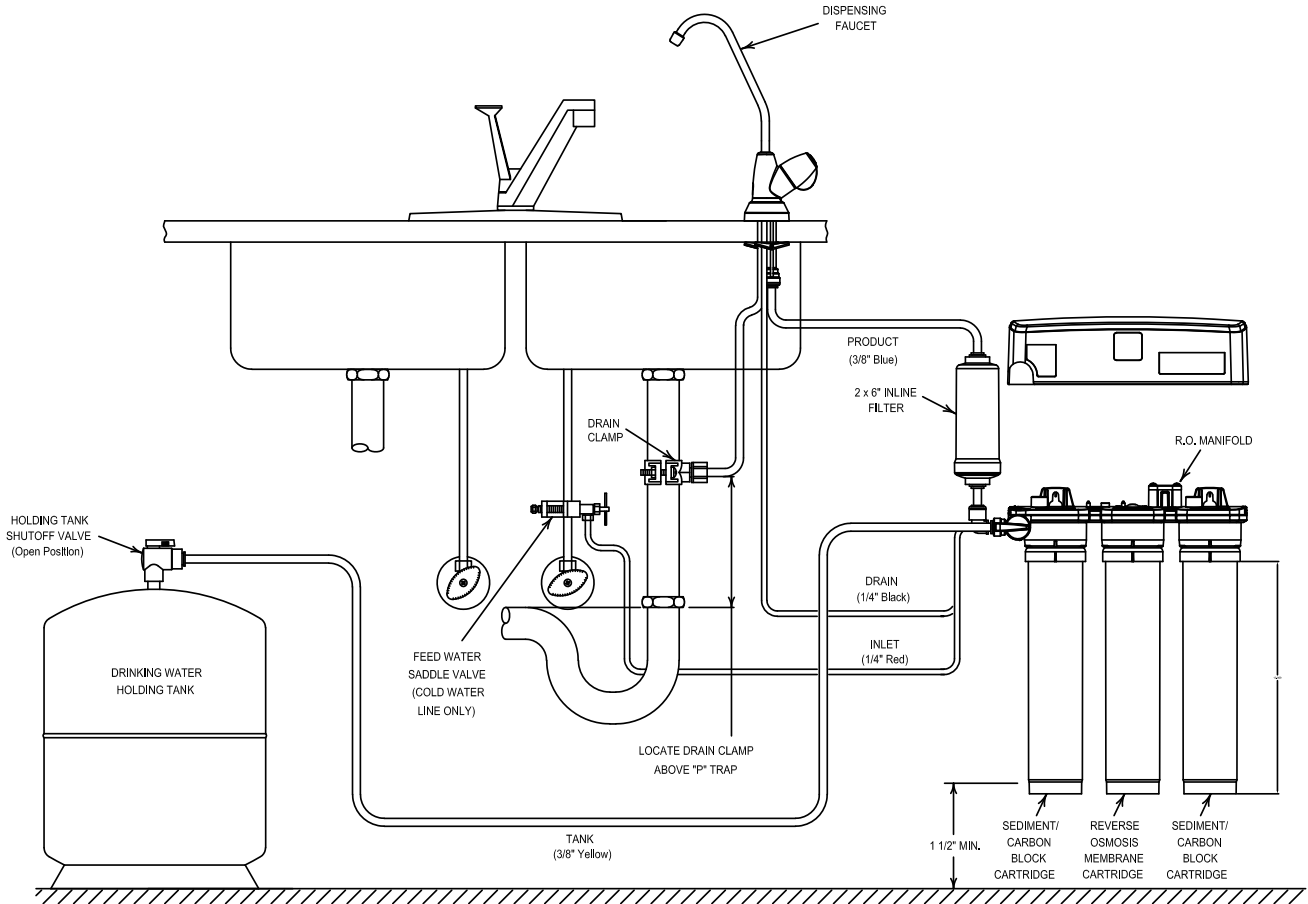 DISPENSING
FAUCET
PRODUCT
(3/8" Blue)
2 x 6" INLINE
FILTER
DRAIN
CLAMP
R.O. MANIFOLD
HOLDING TANK
SHUTOFF VALVE
(Open Position)
DRAIN
(1/4" Black)
INLET
(1/4" Red)
FEED WATER
SADDLE VALVE
(COLD WATER
LINE ONLY)
DRINKING WATER
HOLDING TANK
LOCATE DRAIN CLAMP
ABOVE "P" TRAP
TANK
(3/8" Yellow)
1 1/2" MIN.
SEDIMENT/
CARBON
BLOCK
CARTRIDGE
REVERSE
OSMOSIS
MEMBRANE
CARTRIDGE
SEDIMENT/
CARBON
BLOCK
CARTRIDGE